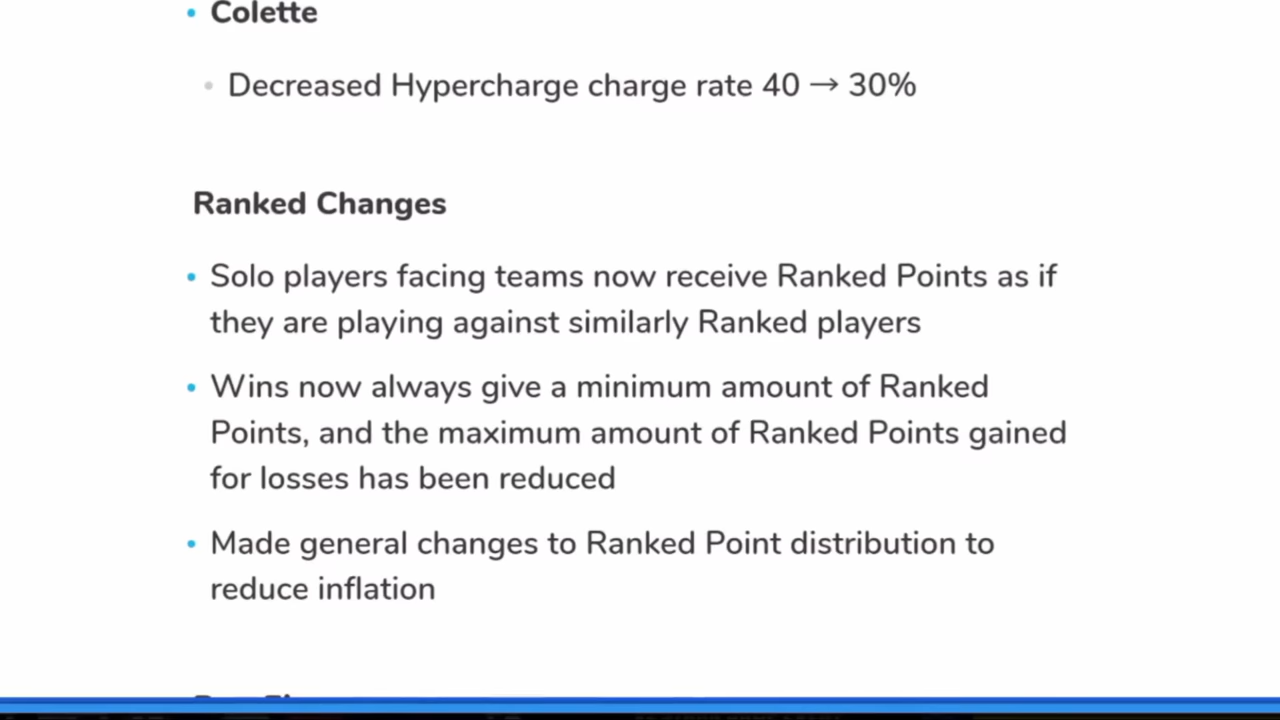 Colette
Decreased Hypercharge charge rate 40 → 30%
Ranked Changes
Solo players facing teams now receive Ranked Points as if
they are playing against similarly Ranked players
Wins now always give a minimum amount of Ranked
Points, and the maximum amount of Ranked Points gained
for losses has been reduced
Made general changes to Ranked Point distribution to
reduce inflation